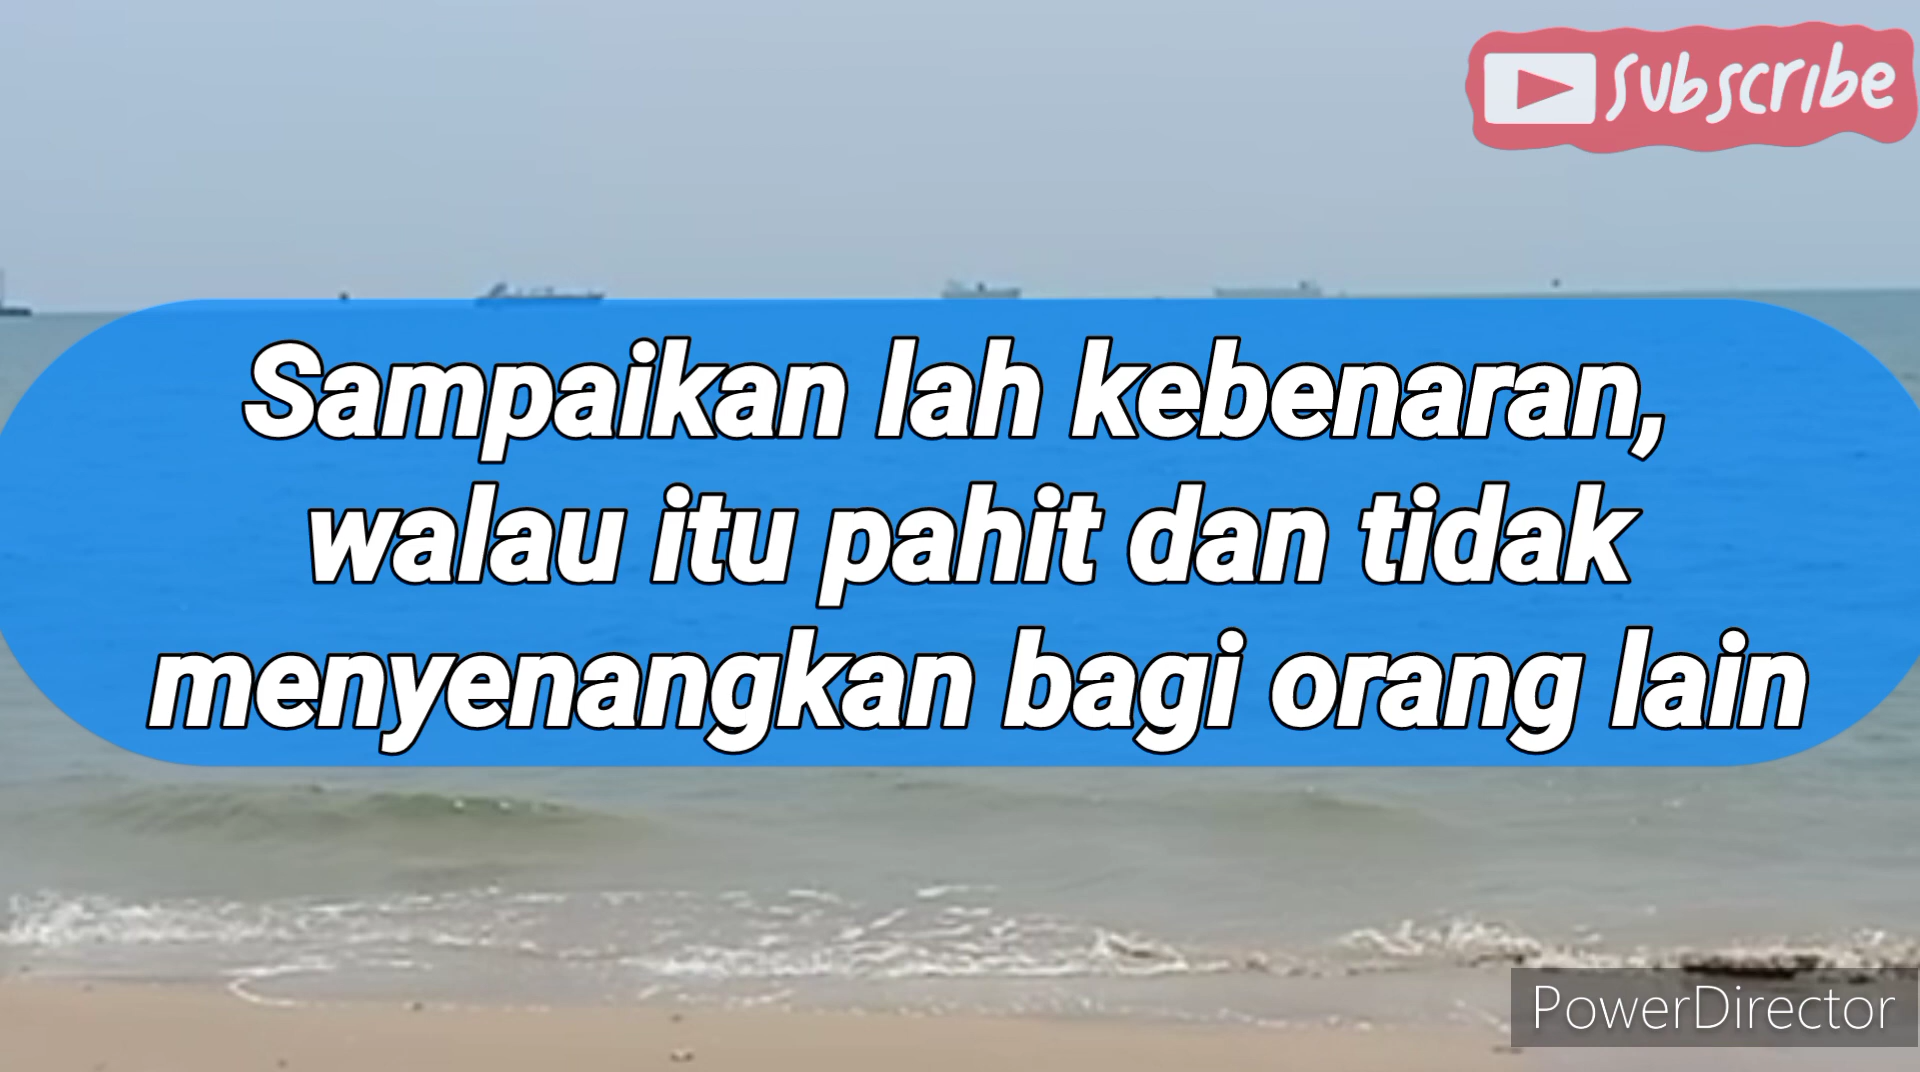 Subscribe
Sampaikan lah kebenaran,
walau itu pahit dan tidak
menyenangkan bagi orang lain
PowerDirector